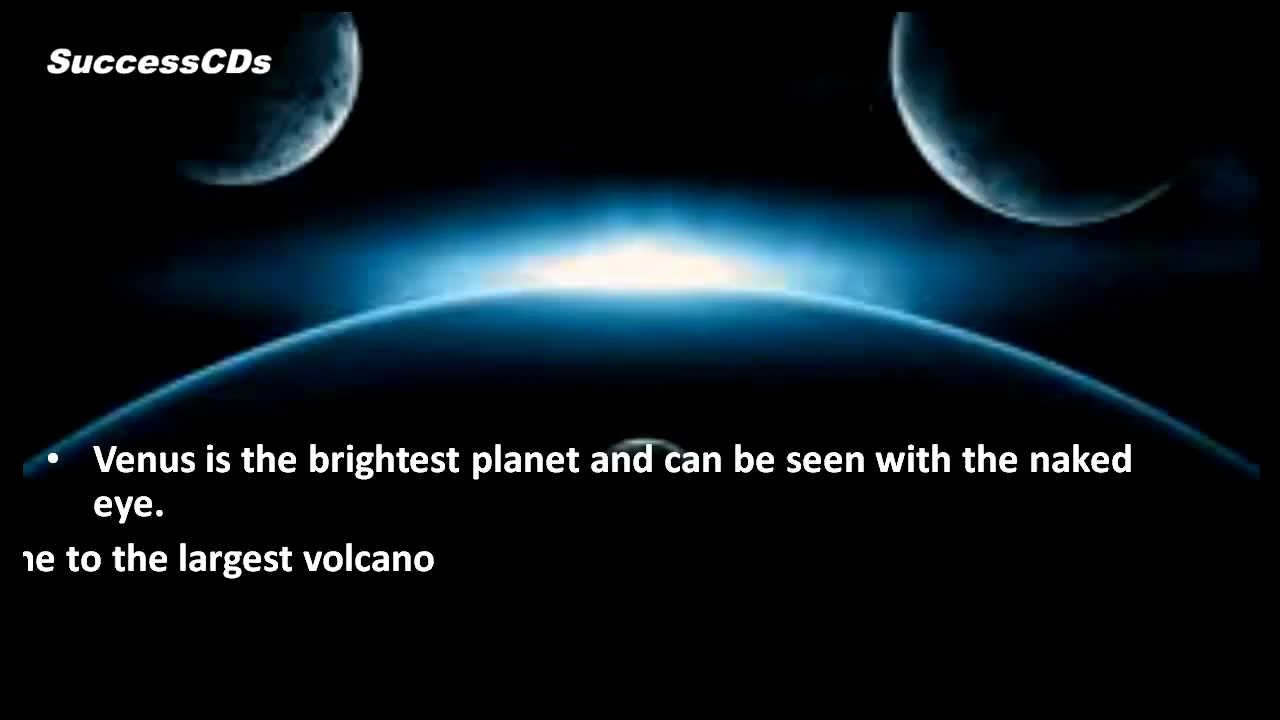 SuccessCDs
• Venus is the brightest planet and can be seen with the naked
eye.
to the largest volcano